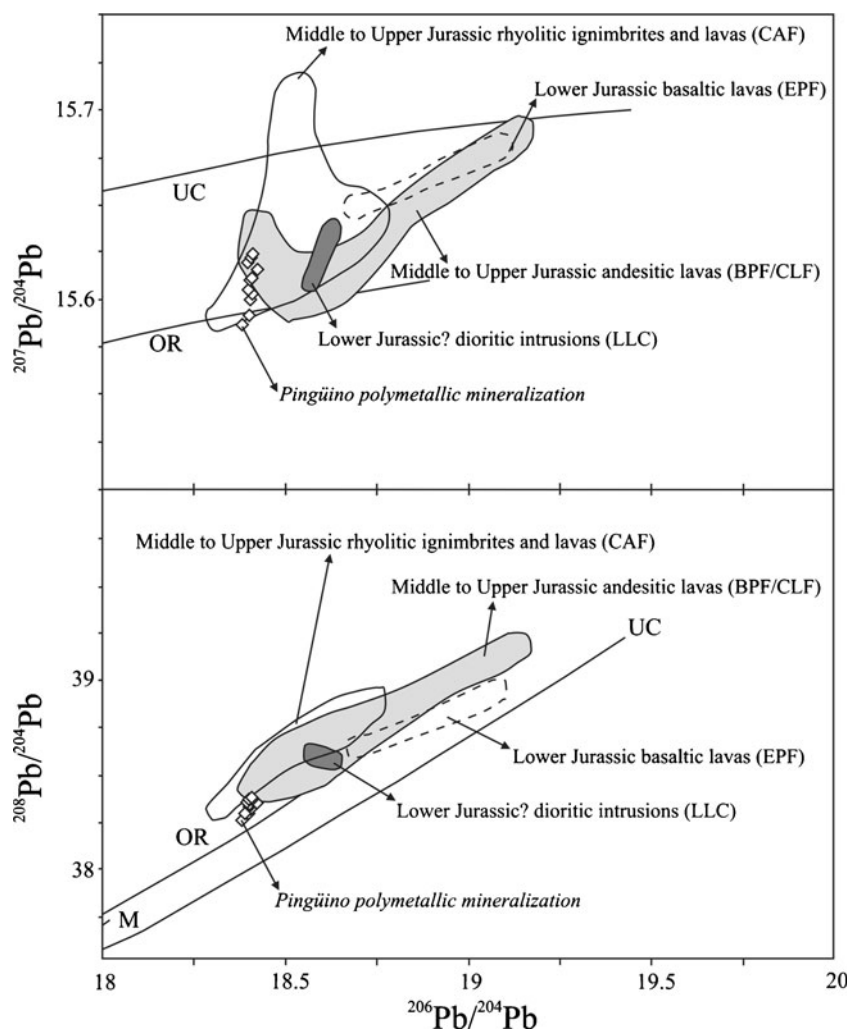 Middle to Upper Jurassic rhyolitic ignimbrites and lavas (CAF)
Lower Jurassic basaltic lavas (EPF)
15.7
UC
Middle to Upper Jurassic andesitic lavas (BPF/CLF)
15.6
OR
Lower Jurassic? dioritic intrusions (LLC)
Pingüino polymetallic mineralization
207Pb/204Pb
Middle to Upper Jurassic rhyolitic ignimbrites and lavas (CAF)
Middle to Upper Jurassic andesitic lavas (BPF/CLF)
UC
39
Lower Jurassic basaltic lavas (EPF)
Lower Jurassic? dioritic intrusions (LLC)
OR
38
Pingüino polymetallic mineralization
M
208Pb/204Pb
18 18.5 19 19.5 20
206Pb/204Pb